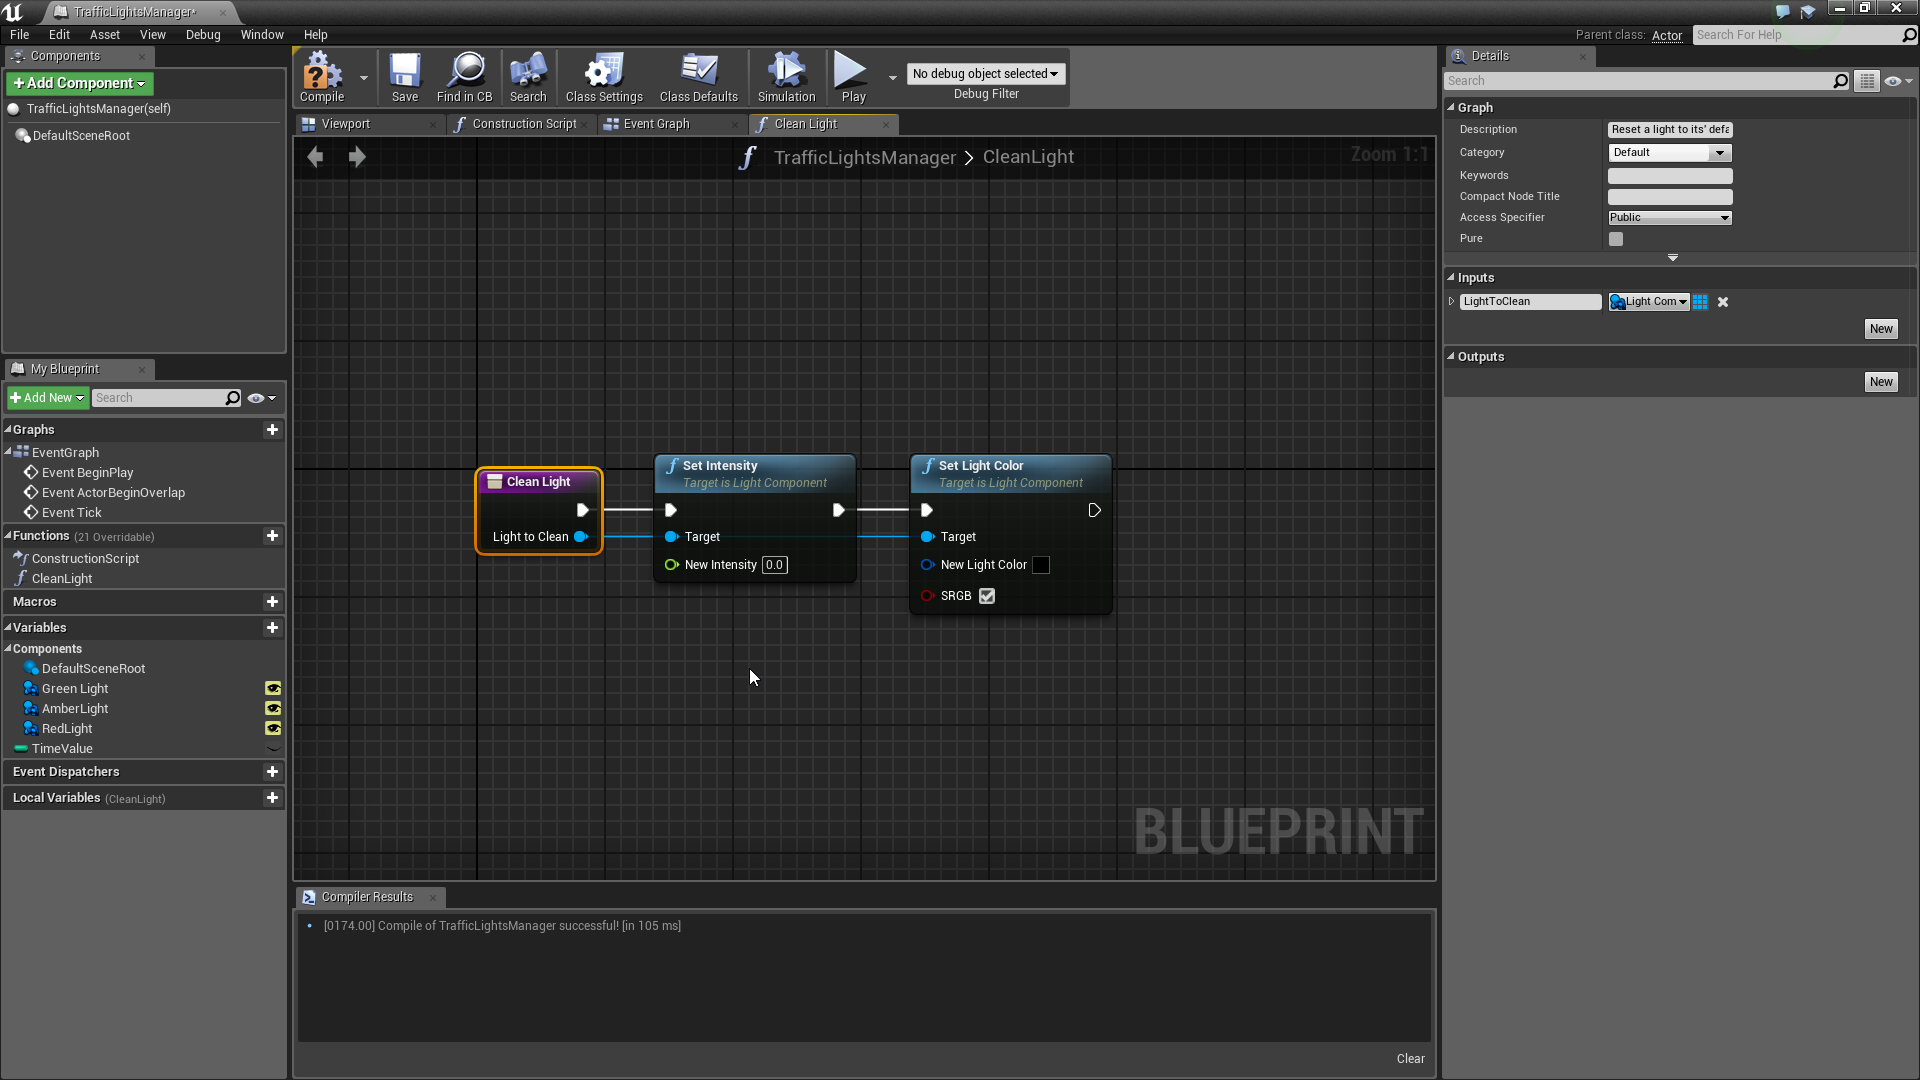 TrafficLightsManager*
File Edit Asset View Debug Window Help
Parent class: Actor
Search For Help
Components
Add Component
TrafficLightsManager(self)
DefaultSceneRoot
Compile
Save
Find in CB
Search
Class Settings
Class Defaults
Simulation
Play
No debug object selected
Debug Filter
Viewport
Construction Script
Event Graph
Clean Light
TrafficLightsManager > CleanLight
Zoom 1:1
Clean Light
Light to Clean
Set Intensity
Target is Light Component
Target
New Intensity 0.0
Set Light Color
Target is Light Component
Target
New Light Color
SRGB
BLUEPRINT
My Blueprint
Add New
Search
Graphs
EventGraph
Event BeginPlay
Event ActorBeginOverlap
Event Tick
Functions (21 Overridable)
ConstructionScript
CleanLight
Macros
Variables
Components
DefaultSceneRoot
Green Light
AmberLight
RedLight
TimeValue
Event Dispatchers
Local Variables (CleanLight)
Compiler Results
[0174.00] Compile of TrafficLightsManager successful! [in 105 ms]
Clear
Details
Search
Graph
Description Reset a light to its' defa
Category Default
Keywords
Compact Node Title
Access Specifier Public
Pure
Inputs
LightToClean Light Com
New
Outputs
New